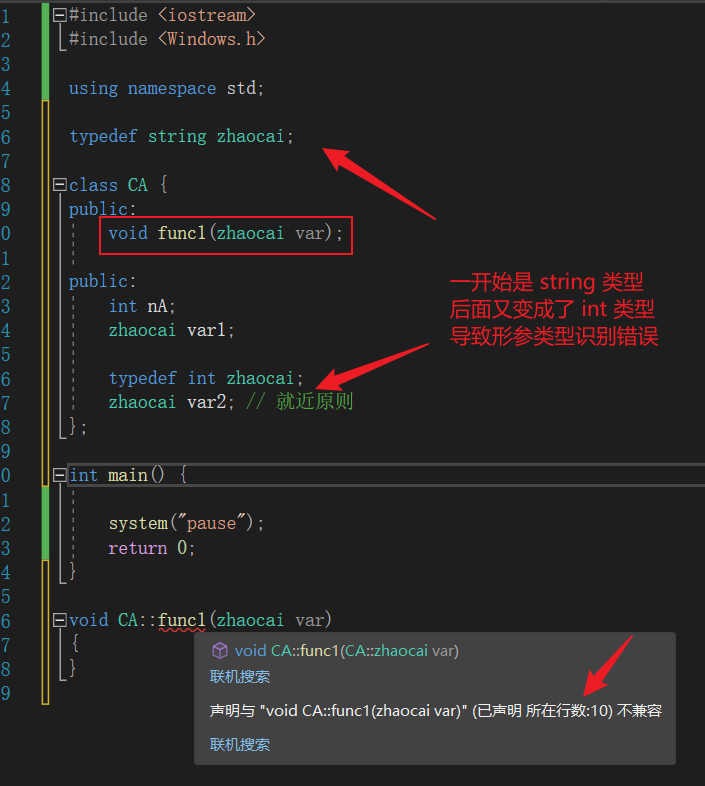 1 #include <iostream>
2 #include <Windows.h>
3
4 using namespace std;
5
6 typedef string zhaocai;
7
8 class CA {
9 public:
0 void func1(zhaocai var);
1
2 public:
3 int nA;
4 zhaocai var1;
5
6 typedef int zhaocai;
7 zhaocai var2; // 就近原则
8 };
9
0 int main() {
1
2 system("pause");
3 return 0;
4 }
5
6 void CA::func1(zhaocai var)
7 {
8 }
9
一开始是 string 类型
后面又变成了 int 类型
导致形参类型识别错误
void CA::func1(CA::zhaocai var)
联机搜索
声明与 "void CA::func1(zhaocai var)" (已声明 所在行数:10) 不兼容
联机搜索